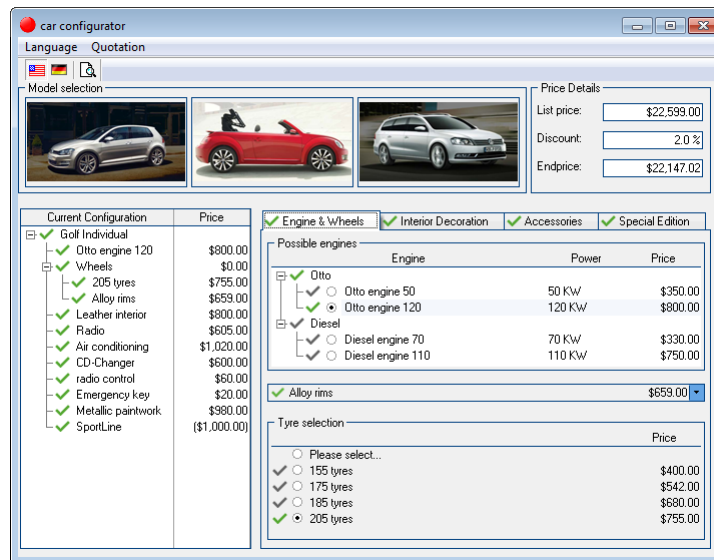 car configurator
Language Quotation
Model selection
Price Details
List price: $22,599.00
Discount: 2.0 %
Endprice: $22,147.02
Current Configuration Price
Golf Individual
Otto engine 120 $800.00
Wheels $0.00
205 tyres $755.00
Alloy rims $659.00
Leather interior $800.00
Radio $605.00
Air conditioning $1,020.00
CD-Changer $600.00
radio control $60.00
Emergency key $20.00
Metallic paintwork $980.00
SportLine ($1,000.00)
Engine & Wheels Interior Decoration Accessories Special Edition
Possible engines
Engine Power Price
Otto
Otto engine 50 50 KW $350.00
Otto engine 120 120 KW $800.00
Diesel
Diesel engine 70 70 KW $330.00
Diesel engine 110 110 KW $750.00
Alloy rims $659.00
Tyre selection
Price
Please select...
155 tyres $400.00
175 tyres $542.00
185 tyres $680.00
205 tyres $755.00